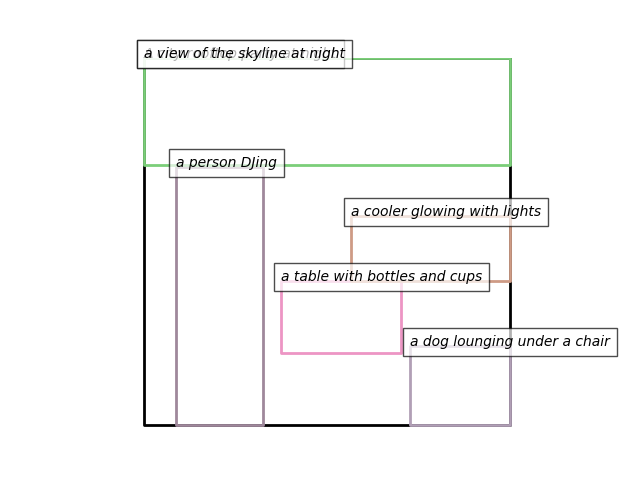 a view of the skyline at night
a person DJing
a cooler glowing with lights
a table with bottles and cups
a dog lounging under a chair